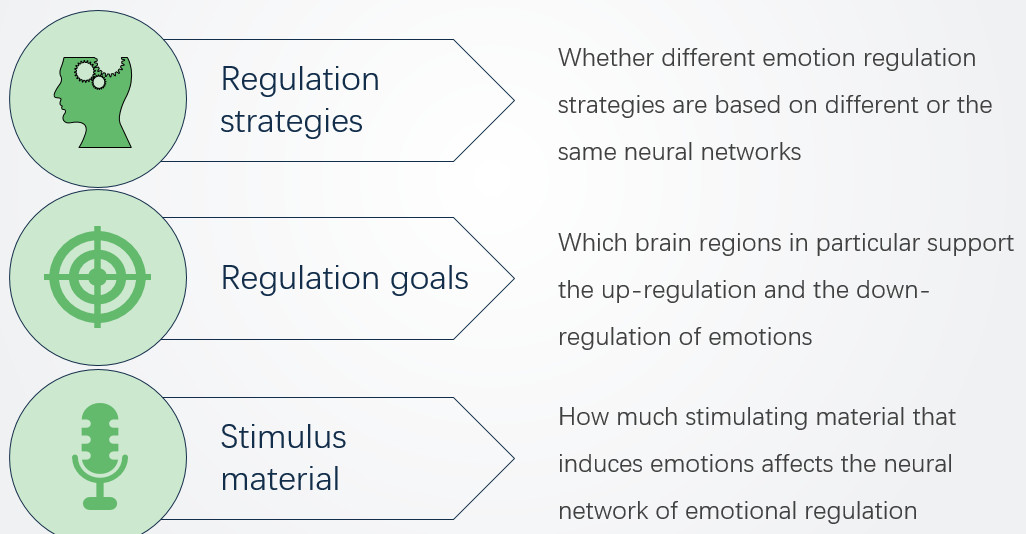 Regulation
strategies
Whether different emotion regulation
strategies are based on different or the
same neural networks
Regulation goals
Which brain regions in particular support
the up-regulation and the down-
regulation of emotions
Stimulus
material
How much stimulating material that
induces emotions affects the neural
network of emotional regulation